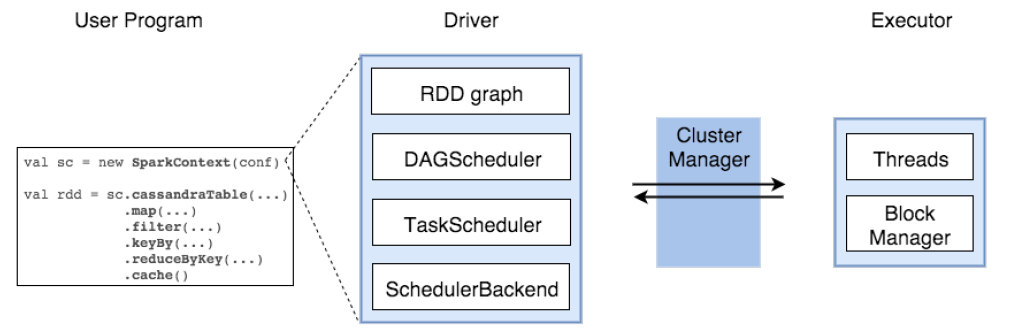 User Program
Driver
Executor
val sc = new SparkContext(conf)
val rdd = sc.cassandraTable(...)
.map(...)
.filter(...)
.keyBy(...)
.reduceByKey(...)
.cache()
RDD graph
DAGScheduler
TaskScheduler
SchedulerBackend
Cluster
Manager
Threads
Block
Manager